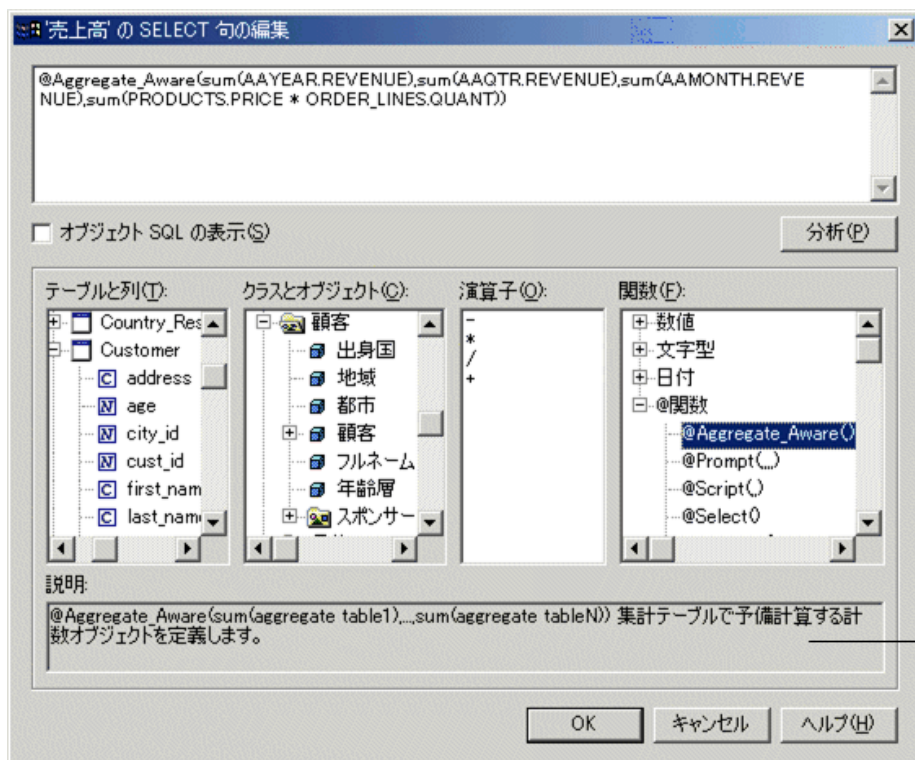 '売上高' の SELECT 句の編集
@Aggregate_Aware(sum(AAYEAR.REVENUE),sum(AAQTR.REVENUE),sum(AAMONTH.REVE
NUE),sum(PRODUCTS.PRICE * ORDER_LINES.QUANT))
オブジェクト SQL の表示(S)
分析(P)
テーブルと列(T):
Country_Res
Customer
address
age
city_id
cust_id
first_nam
last_nam
クラスとオブジェクト(C):
顧客
出身国
地域
都市
顧客
フルネーム
年齢層
スポンサー
演算子(O):
-
*
/
+
関数(F):
数値
文字型
日付
@関数
@Aggregate_Aware()
@Prompt(,,,)
@Script(,)
@Select()
説明:
@Aggregate_Aware(sum(aggregate table1),...,sum(aggregate tableN)) 集計テーブルで予備計算する計
数オブジェクトを定義します。
OK
キャンセル
ヘルプ(H)